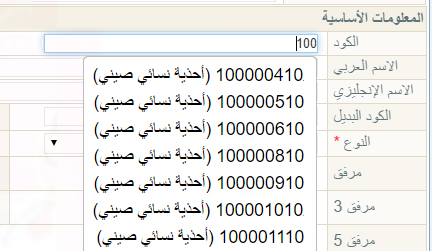 المعلومات الأساسية
الكود 100
100000410 (أحذية نسائي صيني)
الاسم العربي
100000510 (أحذية نسائي صيني)
الاسم الإنجليزي
100000610 (أحذية نسائي صيني)
الكود البديل
100000810 (أحذية نسائي صيني)
النوع *
100000910 (أحذية نسائي صيني)
مرفق
100001010 (أحذية نسائي صيني)
مرفق 3
100001110 (أحذية نسائي صيني)
مرفق 5